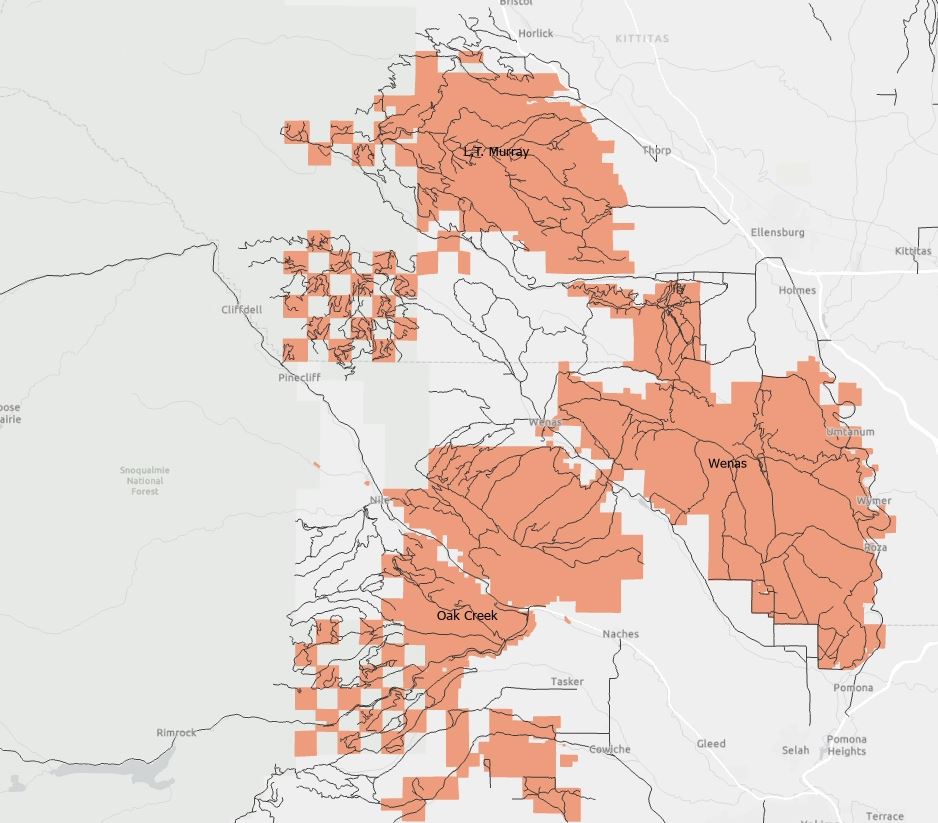 Bristol
Horlick
KITTITAS
L.T. Murray
Thorp
Ellensburg
Kittitas
Holmes
Cliffdell
Pinecliff
oose
airie
Wenas
Umtanum
Snoqualmie
National
Forest
Wenas
Nile
Wymer
Roza
Oak Creek
Naches
Tasker
Pomona
Rimrock
Cowiche
Gleed
Selah
Pomona
Heights
Terrace